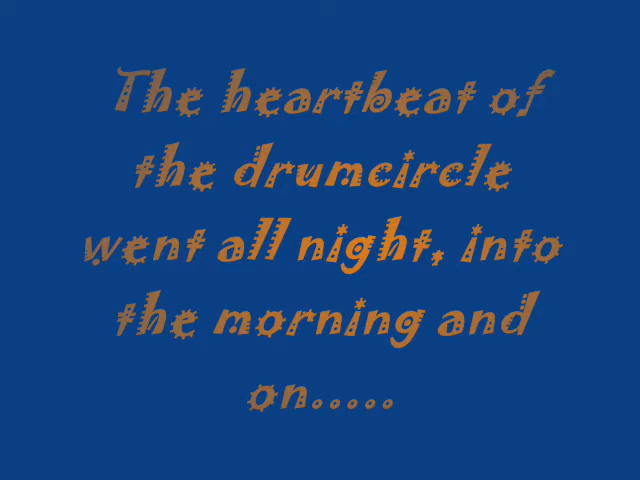 The heartbeat of
the drumcircle
went all night, into
the morning and
on.....